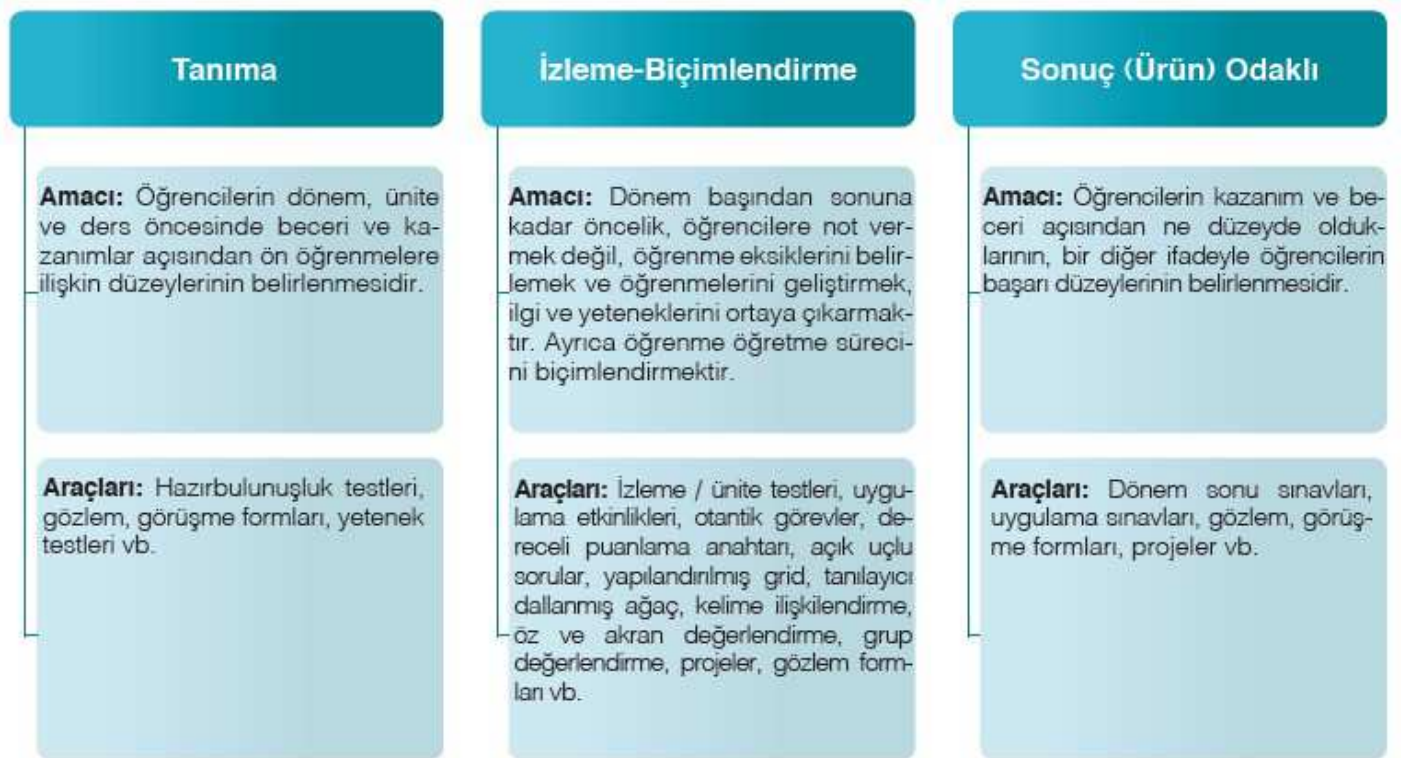 Tanıma
Amacı: Öğrencilerin dönem, ünite
ve ders öncesinde beceri ve ka-
zanımlar açısından ön öğrenmelere
ilişkin düzeylerinin belirlenmesidir.
Araçları: Hazırbulunuşluk testleri,
gözlem, görüşme formları, yetenek
testleri vb.
İzleme-Biçimlendirme
Amacı: Dönem başından sonuna
kadar öncelik, öğrencilere not ver-
mek değil, öğrenme eksiklerini belir-
lemek ve öğrenmelerini geliştirmek,
ilgi ve yeteneklerini ortaya çıkarmak-
tır. Ayrıca öğrenme öğretme süreci-
ni biçimlendirmektir.
Araçları: İzleme / ünite testleri, uygu-
lama etkinlikleri, otantik görevler, de-
receli puanlama anahtarı, açık uçlu
sorular, yapılandırılmış grid, tanılayıcı
dallanmış ağaç, kelime ilişkilendirme,
öz ve akran değerlendirme, grup
değerlendirme, projeler, gözlem form-
ları vb.
Sonuç (Ürün) Odaklı
Amacı: Öğrencilerin kazanım ve be-
ceri açısından ne düzeyde olduk-
larının, bir diğer ifadeyle öğrencilerin
başarı düzeylerinin belirlenmesidir.
Araçları: Dönem sonu sınavları,
uygulama sınavları, gözlem, görüş-
me formları, projeler vb.